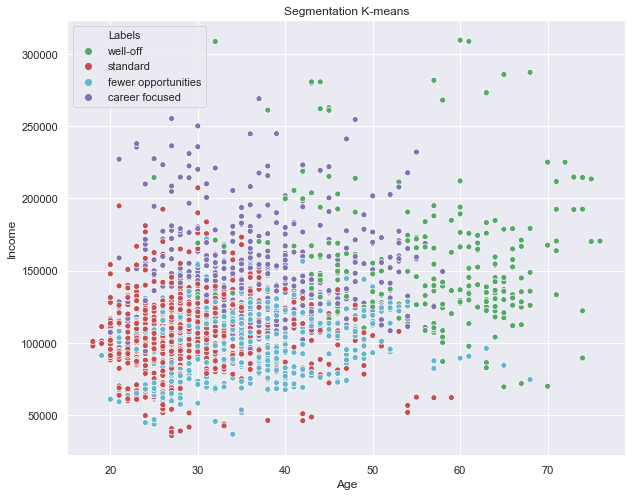 Segmentation K-means
Labels
well-off
standard
fewer opportunities
career focused
300000
250000
200000
150000
100000
50000
Income
20 30 40 50 60 70
Age